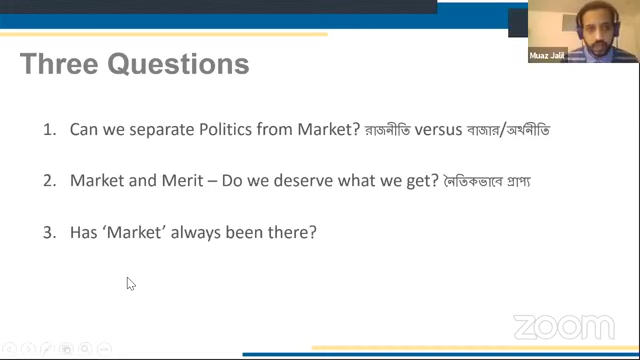 Muaz Jalil
Three Questions
1. Can we separate Politics from Market? রাজনীতি versus বাজার/অর্থনীতি
2. Market and Merit – Do we deserve what we get? নৈতিকভাবে প্রাপ্য
3. Has ‘Market’ always been there?
zoom